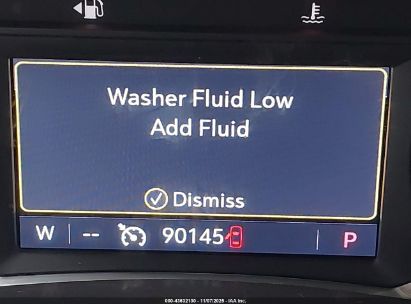 Washer Fluid Low
Add Fluid
Dismiss
W -- 90145 P